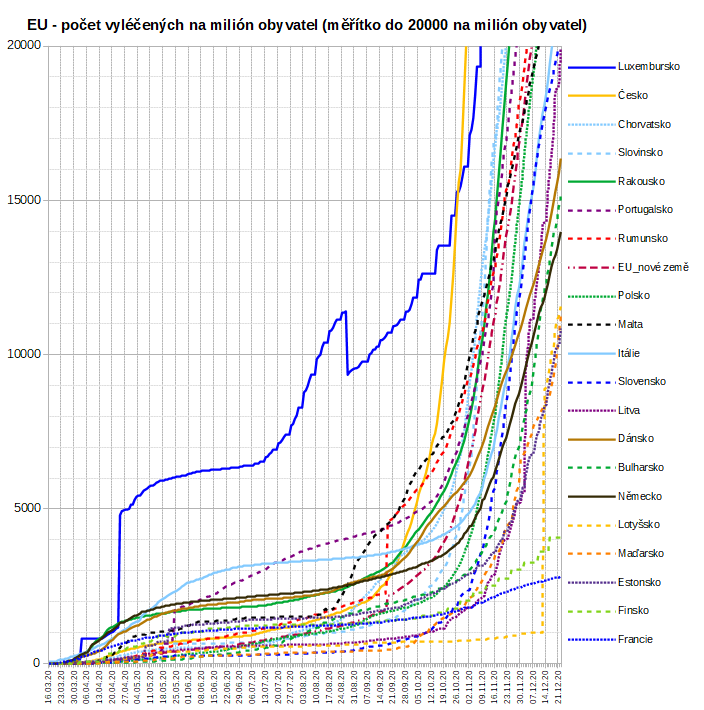 EU - počet vyléčených na milión obyvatel (měřítko do 20000 na milión obyvatel)
20000
15000
10000
5000
0
Luxembursko
Česko
Chorvatsko
Slovinsko
Rakousko
Portugalsko
Rumunsko
EU_nové země
Polsko
Malta
Itálie
Slovensko
Litva
Dánsko
Bulharsko
Německo
Lotyšsko
Maďarsko
Estonsko
Finsko
Francie
16.03.20
23.03.20
30.03.20
06.04.20
13.04.20
20.04.20
27.04.20
04.05.20
11.05.20
18.05.20
25.05.20
01.06.20
08.06.20
15.06.20
22.06.20
29.06.20
06.07.20
13.07.20
20.07.20
27.07.20
03.08.20
10.08.20
17.08.20
24.08.20
31.08.20
07.09.20
14.09.20
21.09.20
28.09.20
05.10.20
12.10.20
19.10.20
26.10.20
02.11.20
09.11.20
16.11.20
23.11.20
30.11.20
07.12.20
14.12.20
21.12.20